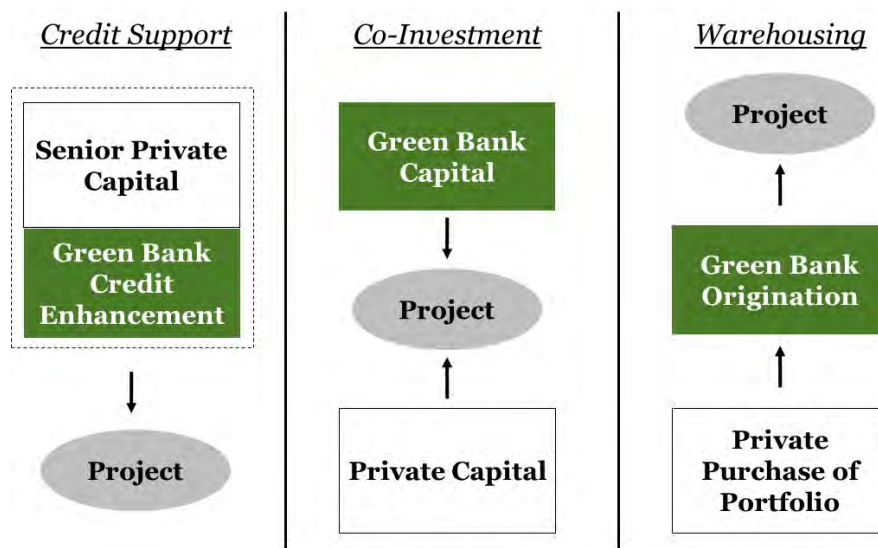 Credit Support
Senior Private
Capital
Green Bank
Credit
Enhancement
Project
Co-Investment
Green Bank
Capital
Project
Private Capital
Warehousing
Project
Green Bank
Origination
Private
Purchase of
Portfolio